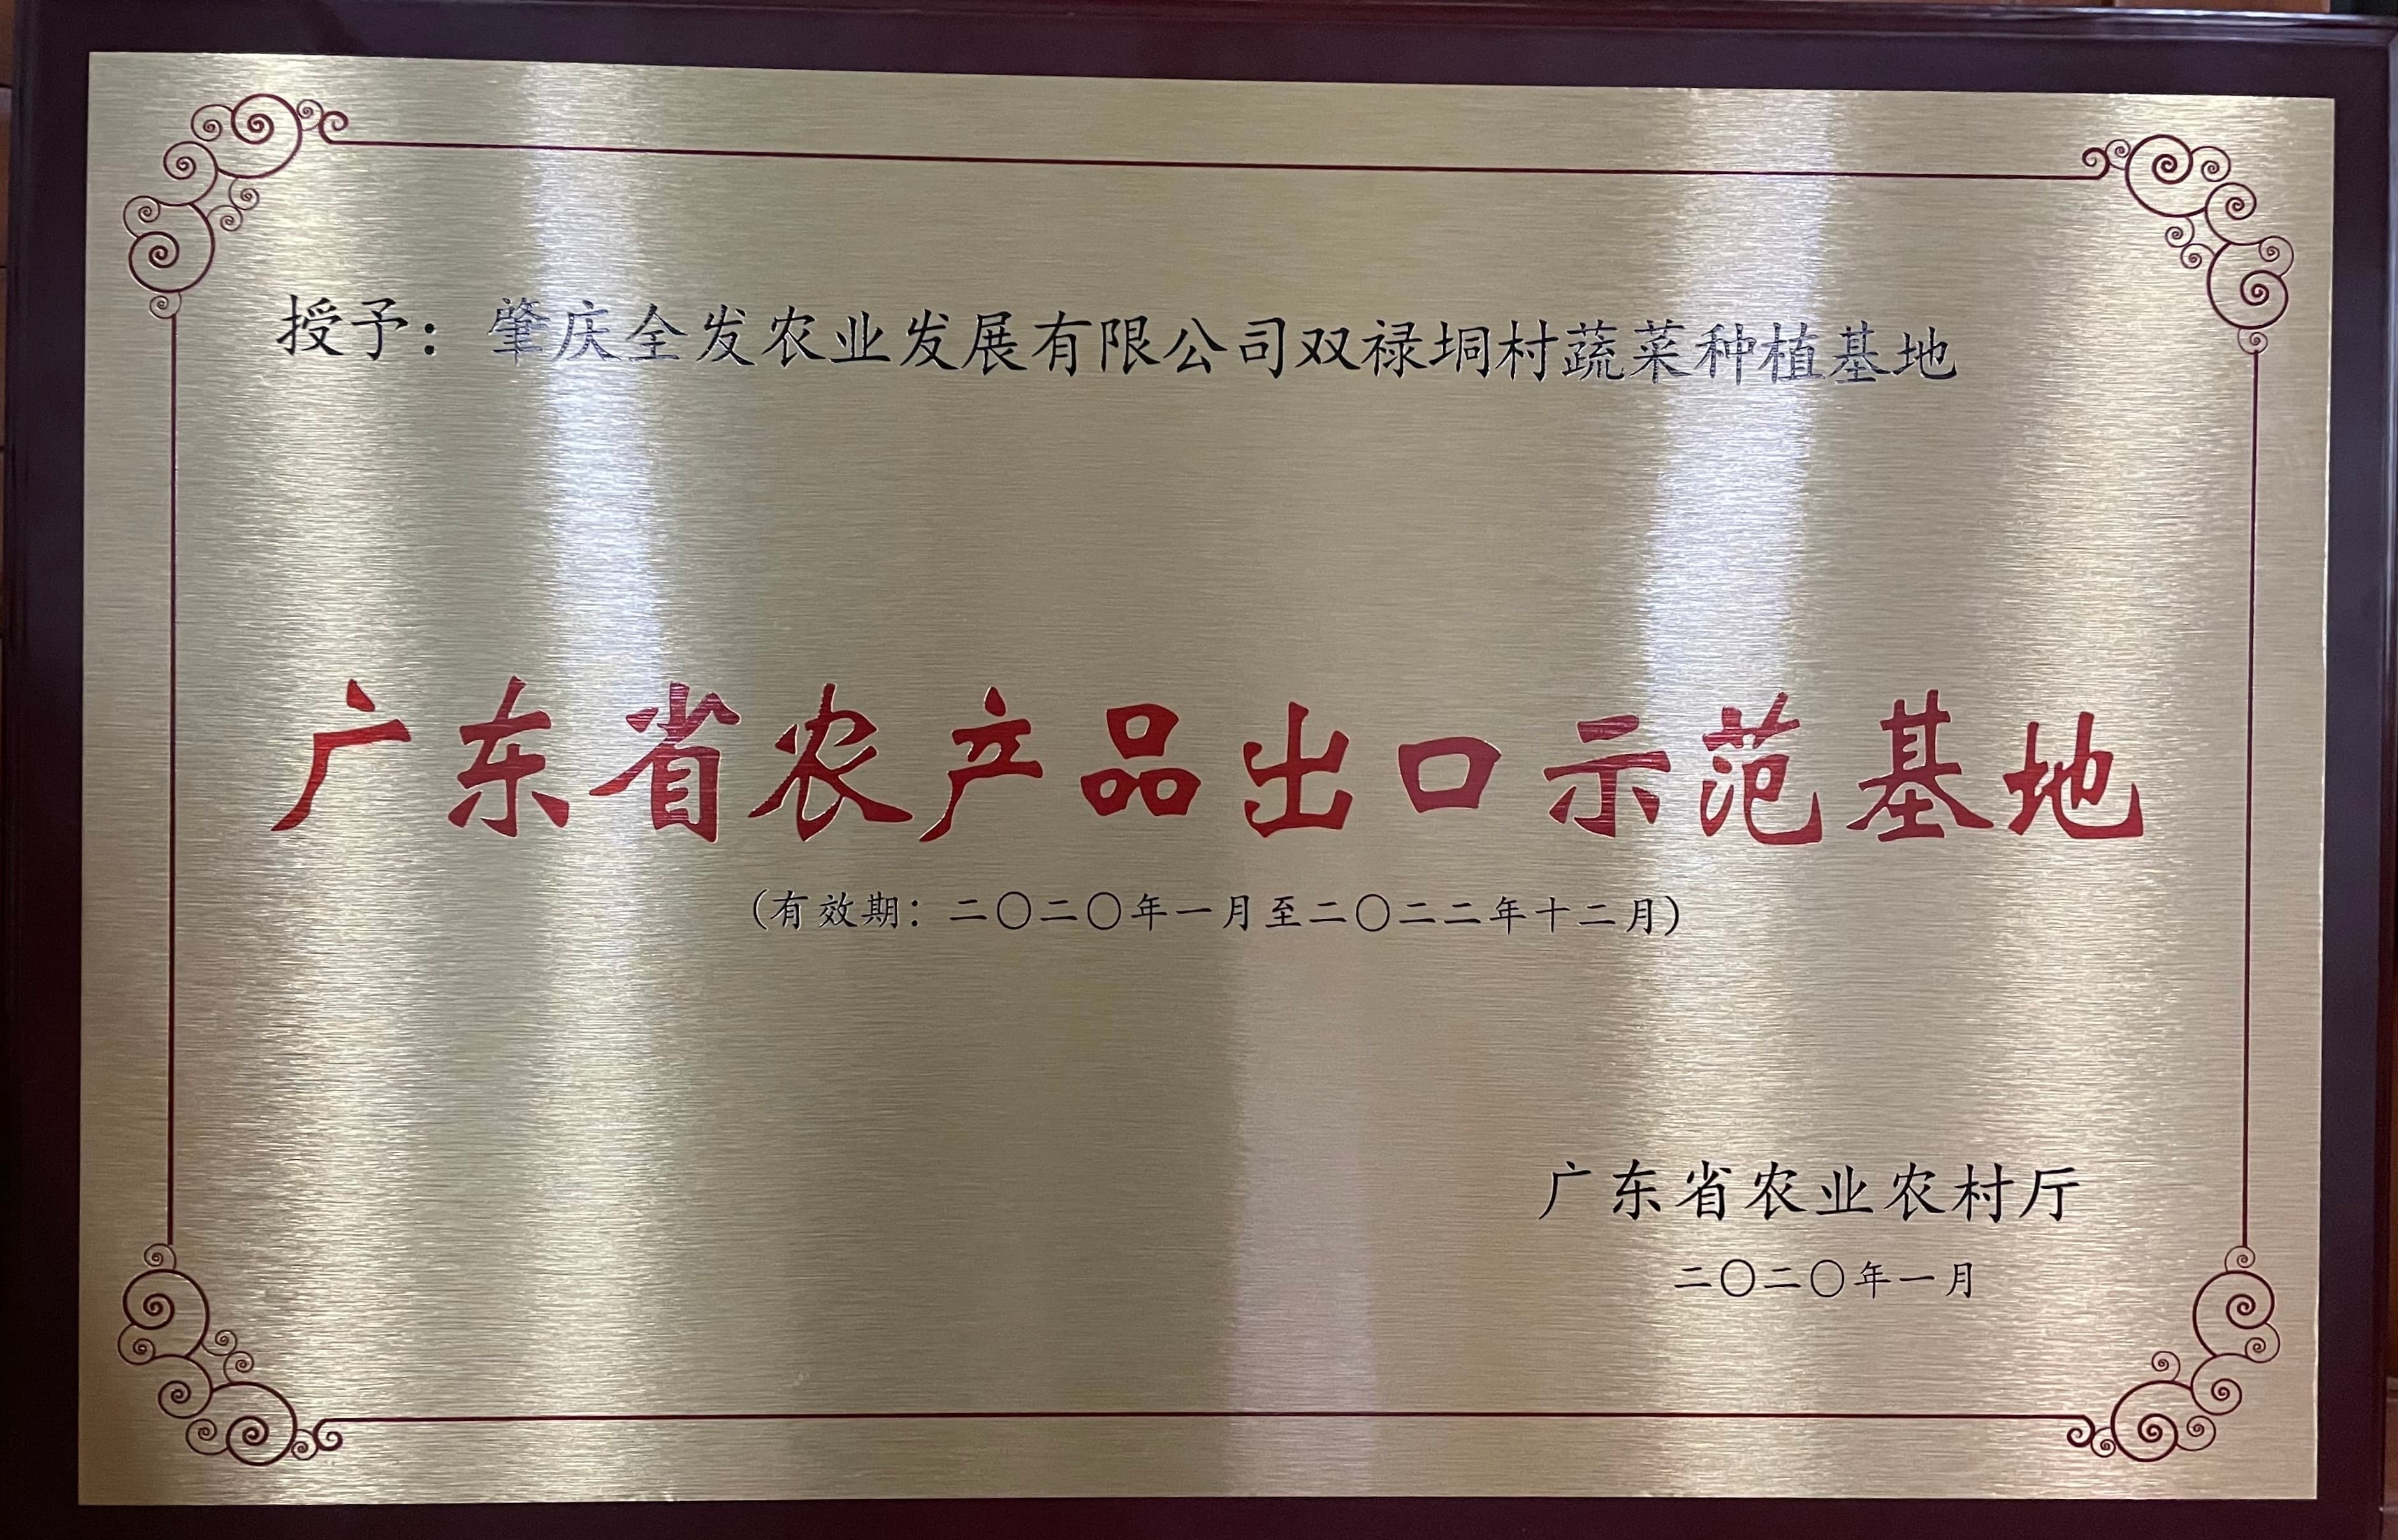 授予：肇庆全发农业发展有限公司双禄垌村蔬菜种植基地
广东省农产品出口示范基地
(有效期：二〇二〇年一月至二〇二二年十二月)
广东省农业农村厅
二〇二〇年一月